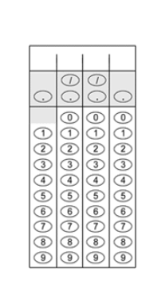 / /
. . . .
0 0 0
1 1 1 1
2 2 2 2
3 3 3 3
4 4 4 4
5 5 5 5
6 6 6 6
7 7 7 7
8 8 8 8
9 9 9 9